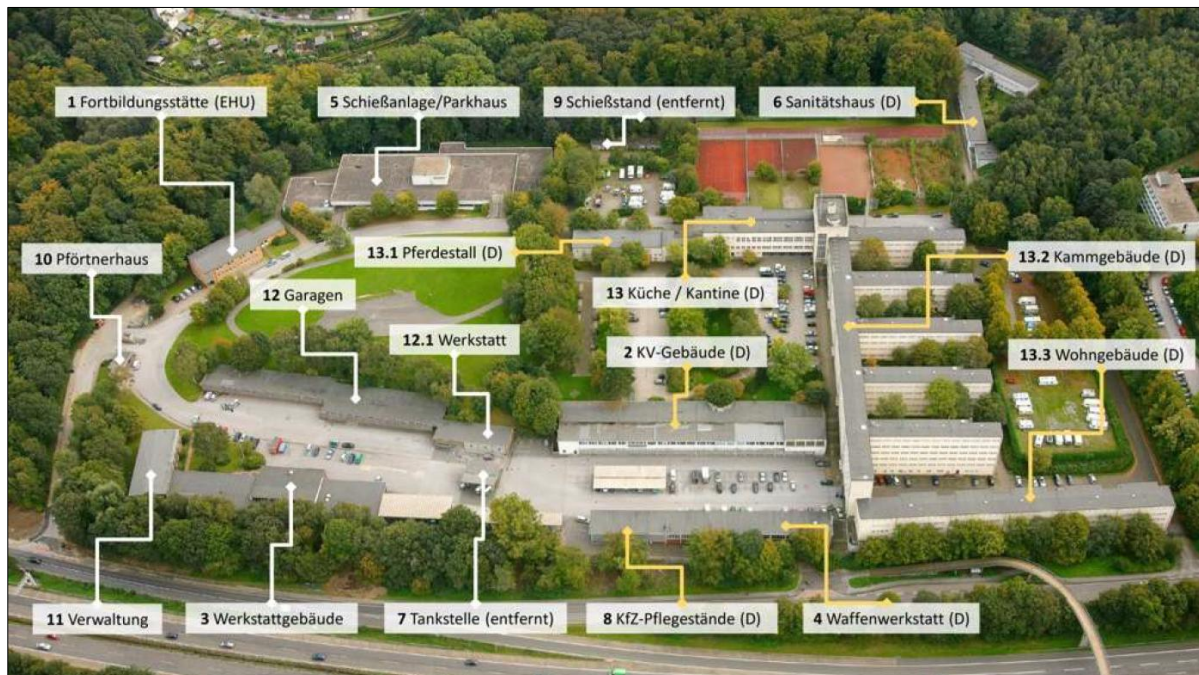 1 Fortbildungsstätte (EHU)
5 Schießanlage/Parkhaus
9 Schießstand (entfernt)
6 Sanitätshaus (D)
10 Pförtnerhaus
13.1 Pferdestall (D)
13.2 Kammgebäude (D)
12 Garagen
13 Küche / Kantine (D)
12.1 Werkstatt
2 KV-Gebäude (D)
13.3 Wohngebäude (D)
11 Verwaltung
3 Werkstattgebäude
7 Tankstelle (entfernt)
8 KfZ-Pflegestände (D)
4 Waffenwerkstatt (D)